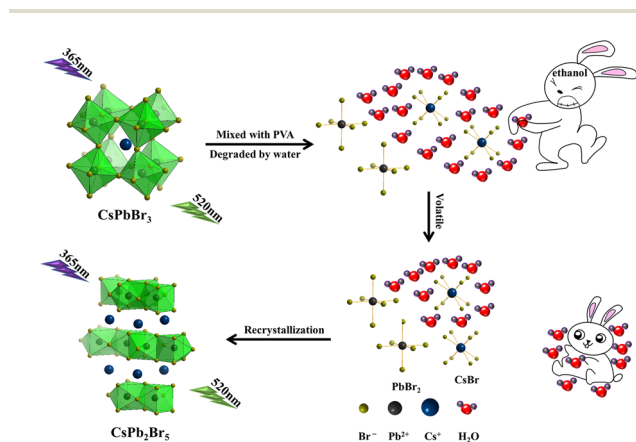 365nm
ethanol
Mixed with PVA
Degraded by water
CsPbBr₃
520nm
Volatile
365nm
Recrystallization
PbBr₂
CsBr
520nm
CsPb₂Br₅
Br⁻
Pb²⁺
Cs⁺
H₂O